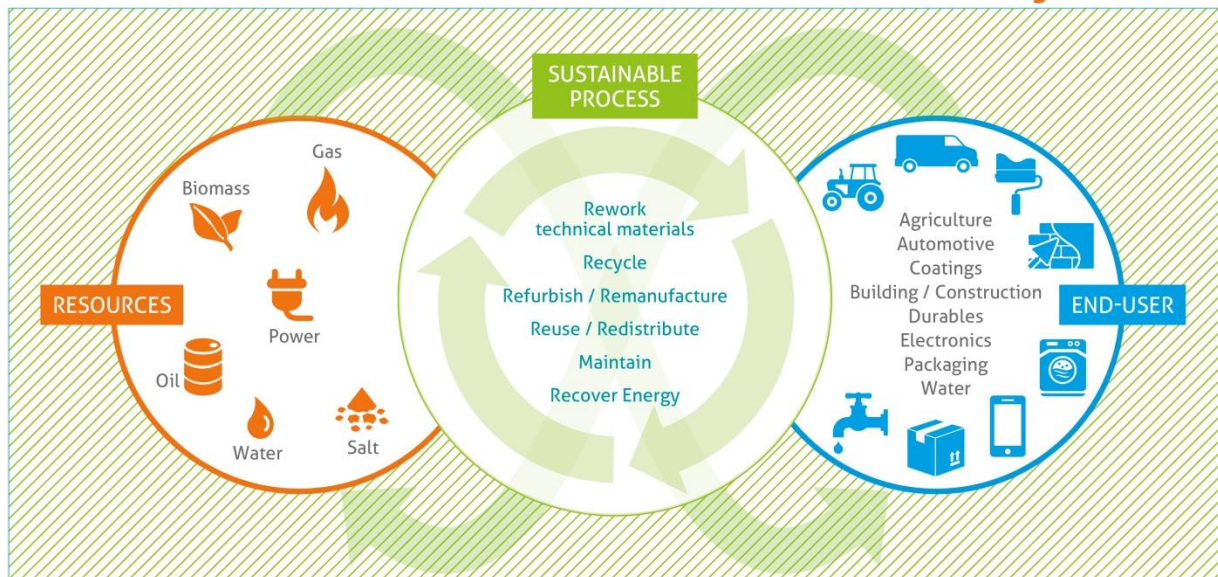 SUSTAINABLE
PROCESS
RESOURCES
Gas
Biomass
Power
Oil
Water
Salt
Rework
technical materials
Recycle
Refurbish / Remanufacture
Reuse / Redistribute
Maintain
Recover Energy
END-USER
Agriculture
Automotive
Coatings
Building / Construction
Durables
Electronics
Packaging
Water